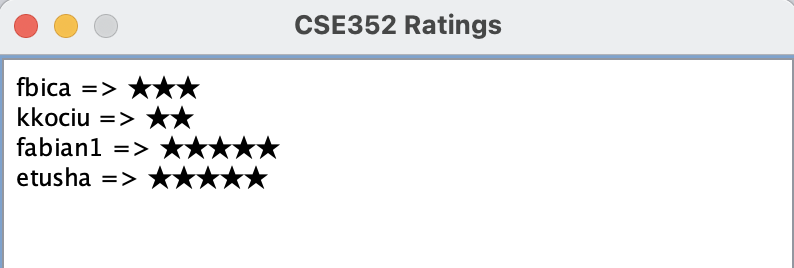 CSE352 Ratings
fbica => ★★★
kkociu => ★★
fabian1 => ★★★★★
etusha => ★★★★★